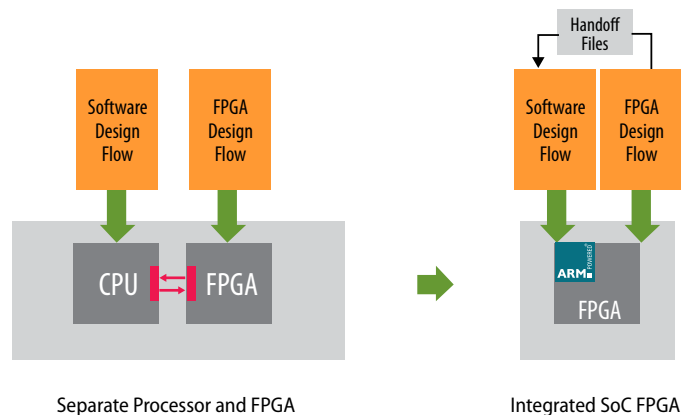 Handoff
Files
Software
Design
Flow
FPGA
Design
Flow
Software
Design
Flow
FPGA
Design
Flow
CPU
FPGA
ARM
POWERED®
FPGA
Separate Processor and FPGA
Integrated SoC FPGA